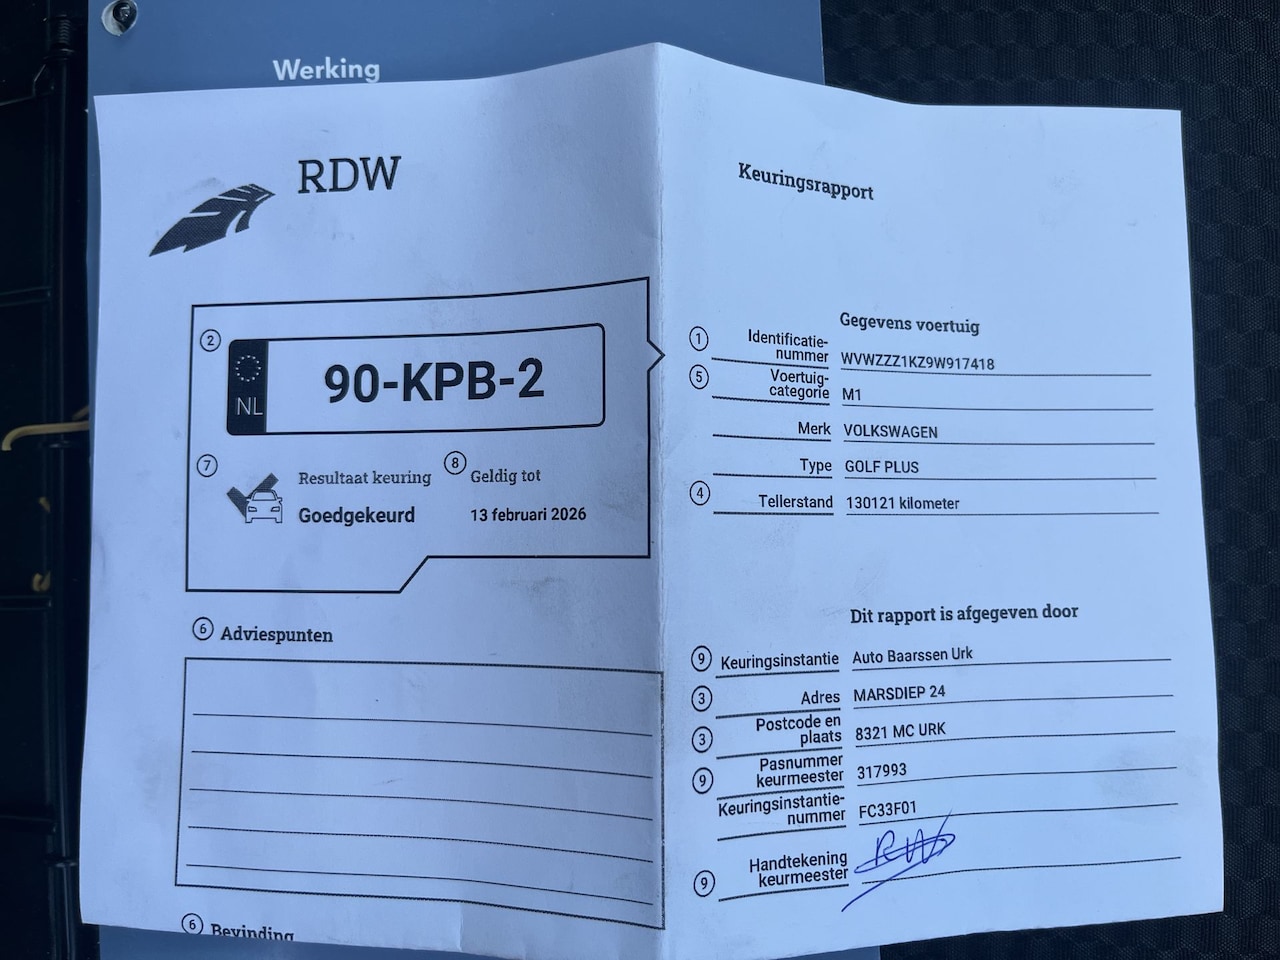 Werking
RDW
2
NL
90-KPB-2
7
Resultaat keuring
Goedgekeurd
8
Geldig tot
13 februari 2026
6 Adviespunten
6 Bevinding
Keuringsrapport
Gegevens voertuig
1 Identificatie-
nummer WVWZZZ1KZ9W917418
5 Voertuig-
categorie M1
Merk VOLKSWAGEN
Type GOLF PLUS
4 Tellerstand 130121 kilometer
Dit rapport is afgegeven door
9 Keuringsinstantie Auto Baarssen Urk
3 Adres MARSDIEP 24
3 Postcode en
plaats 8321 MC URK
9 Pasnummer
keurmeester 317993
Keuringsinstantie-
nummer FC33F01
9 Handtekening
keurmeester